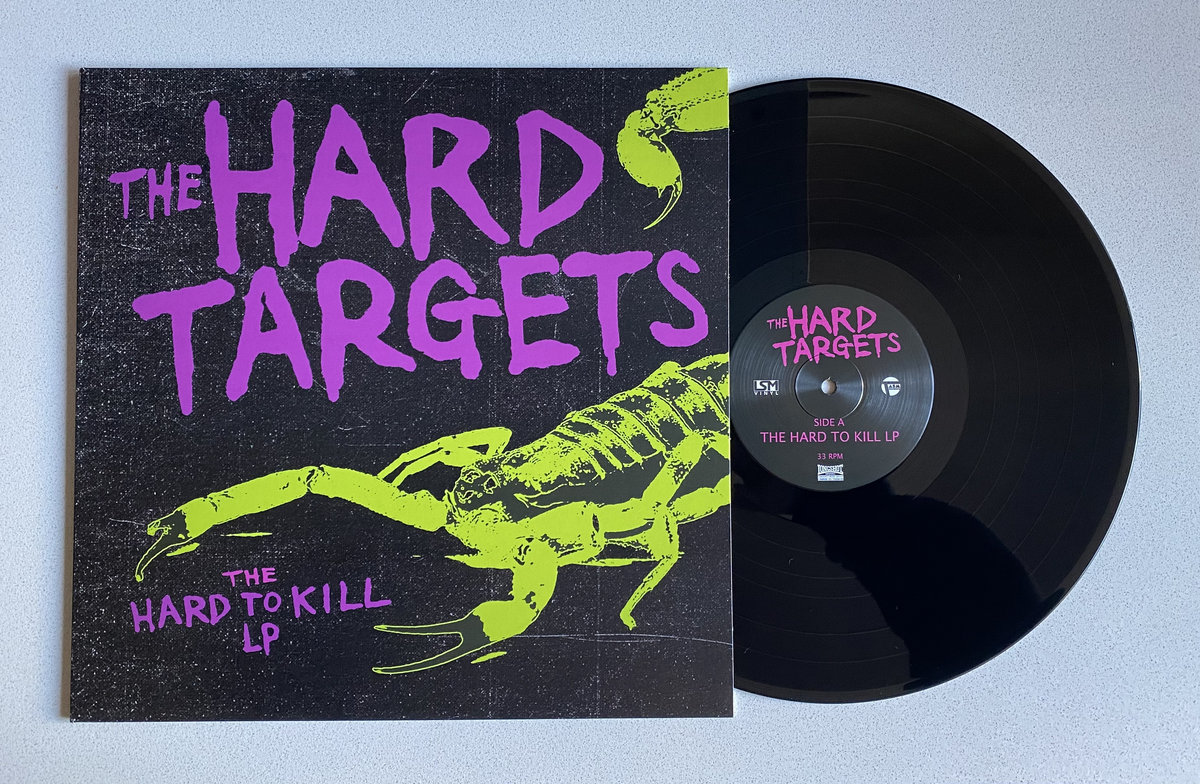 THE HARD
TARGETS
THE
HARD TO KILL
LP
THE HARD
TARGETS
LSM
VINYL
SIDE A
THE HARD TO KILL LP
33 RPM